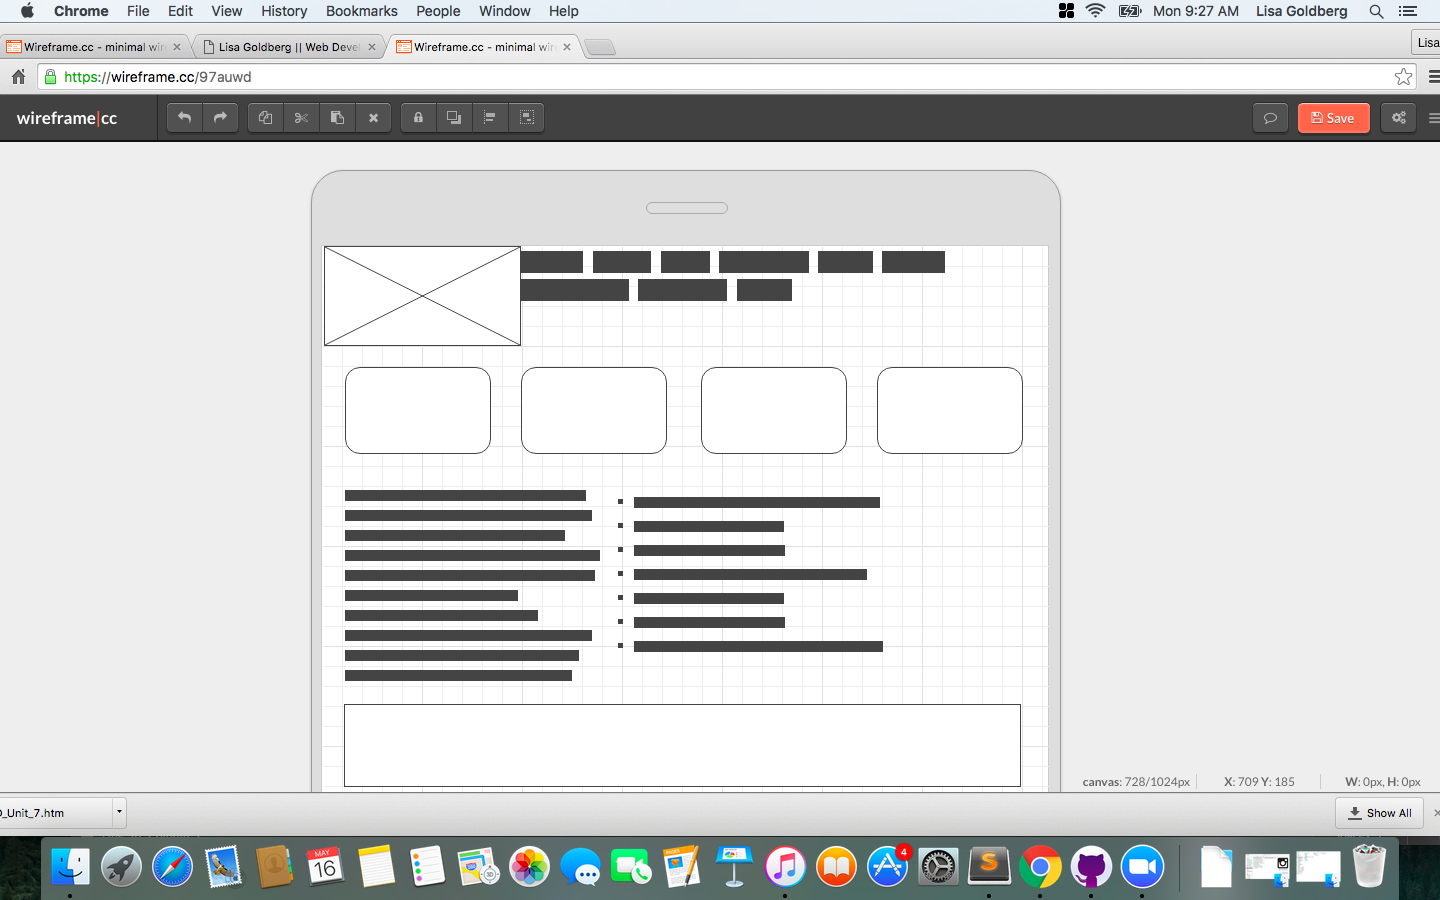 Chrome File Edit View History Bookmarks People Window Help Mon 9:27 AM Lisa Goldberg
Wireframe.cc - minimal wir Lisa Goldberg || Web Devel Wireframe.cc - minimal wir Lisa
https://wireframe.cc/97auwd
wireframe|cc Save
canvas: 728/1024px X: 709 Y: 185 W: 0px, H: 0px
_Unit_7.htm Show All
MAY
16
4